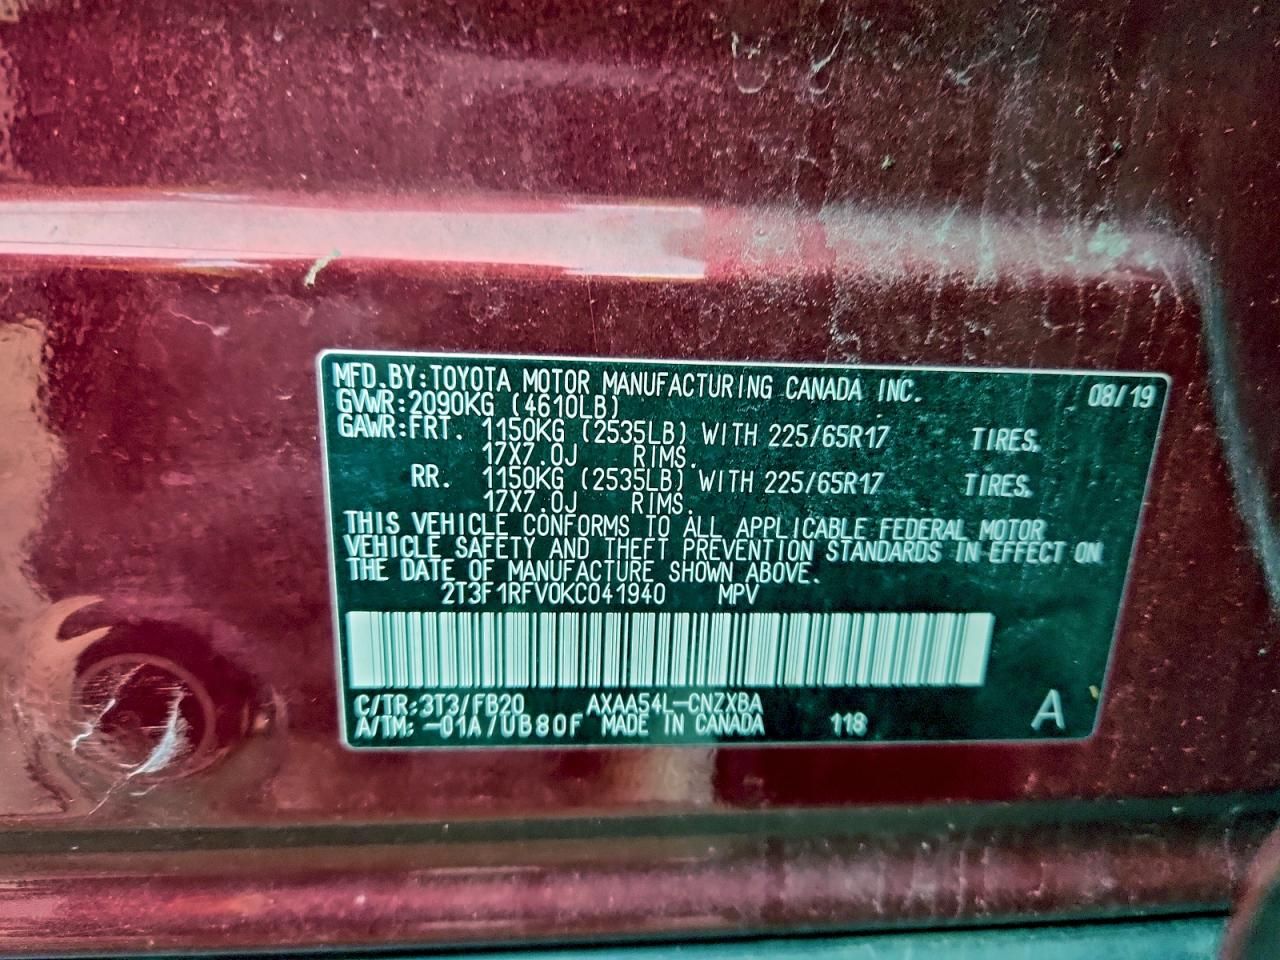 MFD.BY:TOYOTA MOTOR MANUFACTURING CANADA INC. 08/19
GVWR:2090KG (4610LB)
GAWR:FRT. 1150KG (2535LB) WITH 225/65R17 TIRES,
17X7.0J RIMS.
RR. 1150KG (2535LB) WITH 225/65R17 TIRES,
17X7.0J RIMS.
THIS VEHICLE CONFORMS TO ALL APPLICABLE FEDERAL MOTOR
VEHICLE SAFETY AND THEFT PREVENTION STANDARDS IN EFFECT ON
THE DATE OF MANUFACTURE SHOWN ABOVE.
2T3F1RFV0KC041940 MPV
C/TR:3T3/FB20 AXAA54L-CNZXBA
A/TM:-01A/UB80F MADE IN CANADA 118 A